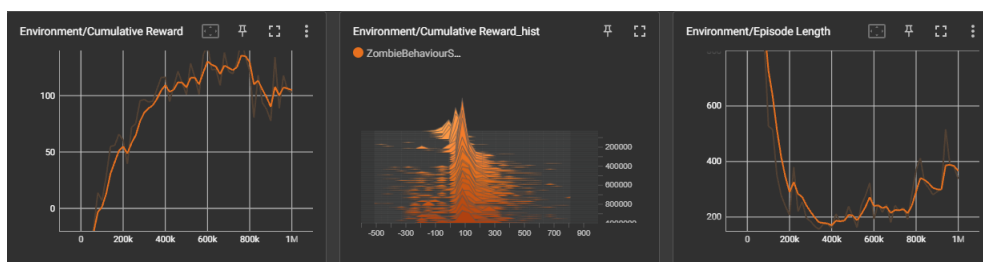 Environment/Cumulative Reward
100
50
0
0 200k 400k 600k 800k 1M
Environment/Cumulative Reward_hist
ZombieBehaviourS...
200000
400000
600000
800000
-500 -300 -100 100 300 500 700 900
Environment/Episode Length
600
400
200
0 200k 400k 600k 800k 1M